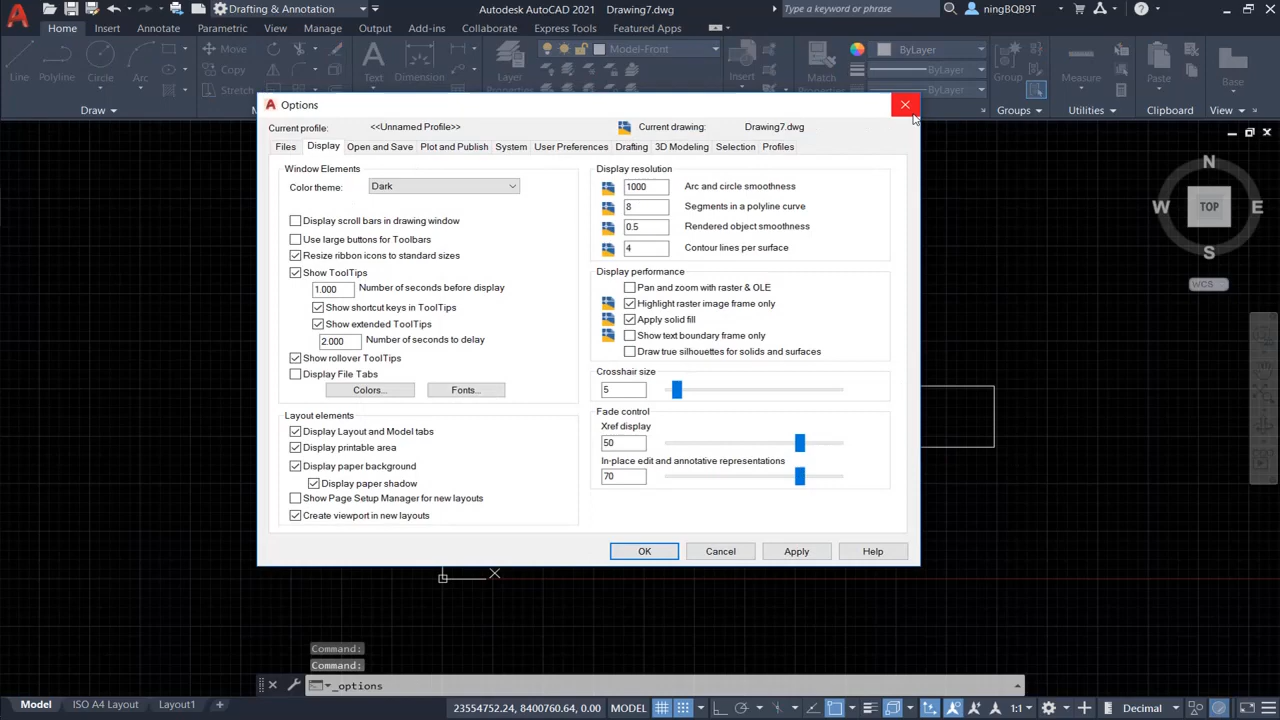 Drafting & Annotation
Autodesk AutoCAD 2021 Drawing7.dwg
Type a keyword or phrase
ningBQB9T
Home Insert Annotate Parametric View Manage Output Add-ins Collaborate Express Tools Featured Apps
Move
Copy
Stretch
Line Polyline Circle Arc
Text Dimension
Layer
Model-Front
Insert
Match
ByLayer
ByLayer
ByLayer
Group
Measure
Paste
Base
Draw
Groups
Utilities
Clipboard
View
Options
Current profile: <<Unnamed Profile>>
Current drawing: Drawing7.dwg
Files Display Open and Save Plot and Publish System User Preferences Drafting 3D Modeling Selection Profiles
Window Elements
Color theme: Dark
Display scroll bars in drawing window
Use large buttons for Toolbars
Resize ribbon icons to standard sizes
Show ToolTips
1.000 Number of seconds before display
Show shortcut keys in ToolTips
Show extended ToolTips
2.000 Number of seconds to delay
Show rollover ToolTips
Display File Tabs
Colors... Fonts...
Layout elements
Display Layout and Model tabs
Display printable area
Display paper background
Display paper shadow
Show Page Setup Manager for new layouts
Create viewport in new layouts
Display resolution
1000 Arc and circle smoothness
8 Segments in a polyline curve
0.5 Rendered object smoothness
4 Contour lines per surface
Display performance
Pan and zoom with raster & OLE
Highlight raster image frame only
Apply solid fill
Show text boundary frame only
Draw true silhouettes for solids and surfaces
Crosshair size
5
Fade control
Xref display
50
In-place edit and annotative representations
70
OK Cancel Apply Help
N
W TOP E
S
WCS
X
Command:
Command:
_options
Model ISO A4 Layout Layout1
23554752.24, 8400760.64, 0.00 MODEL
1:1
Decimal